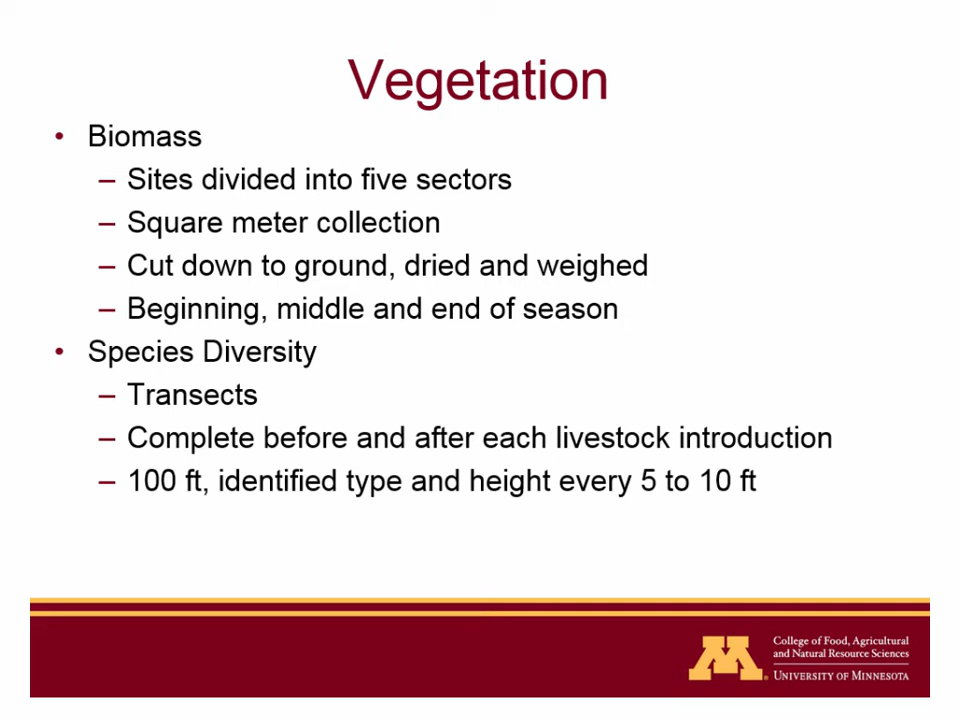 Vegetation
• Biomass
– Sites divided into five sectors
– Square meter collection
– Cut down to ground, dried and weighed
– Beginning, middle and end of season
• Species Diversity
– Transects
– Complete before and after each livestock introduction
– 100 ft, identified type and height every 5 to 10 ft
M
College of Food, Agricultural
and Natural Resource Sciences
UNIVERSITY OF MINNESOTA